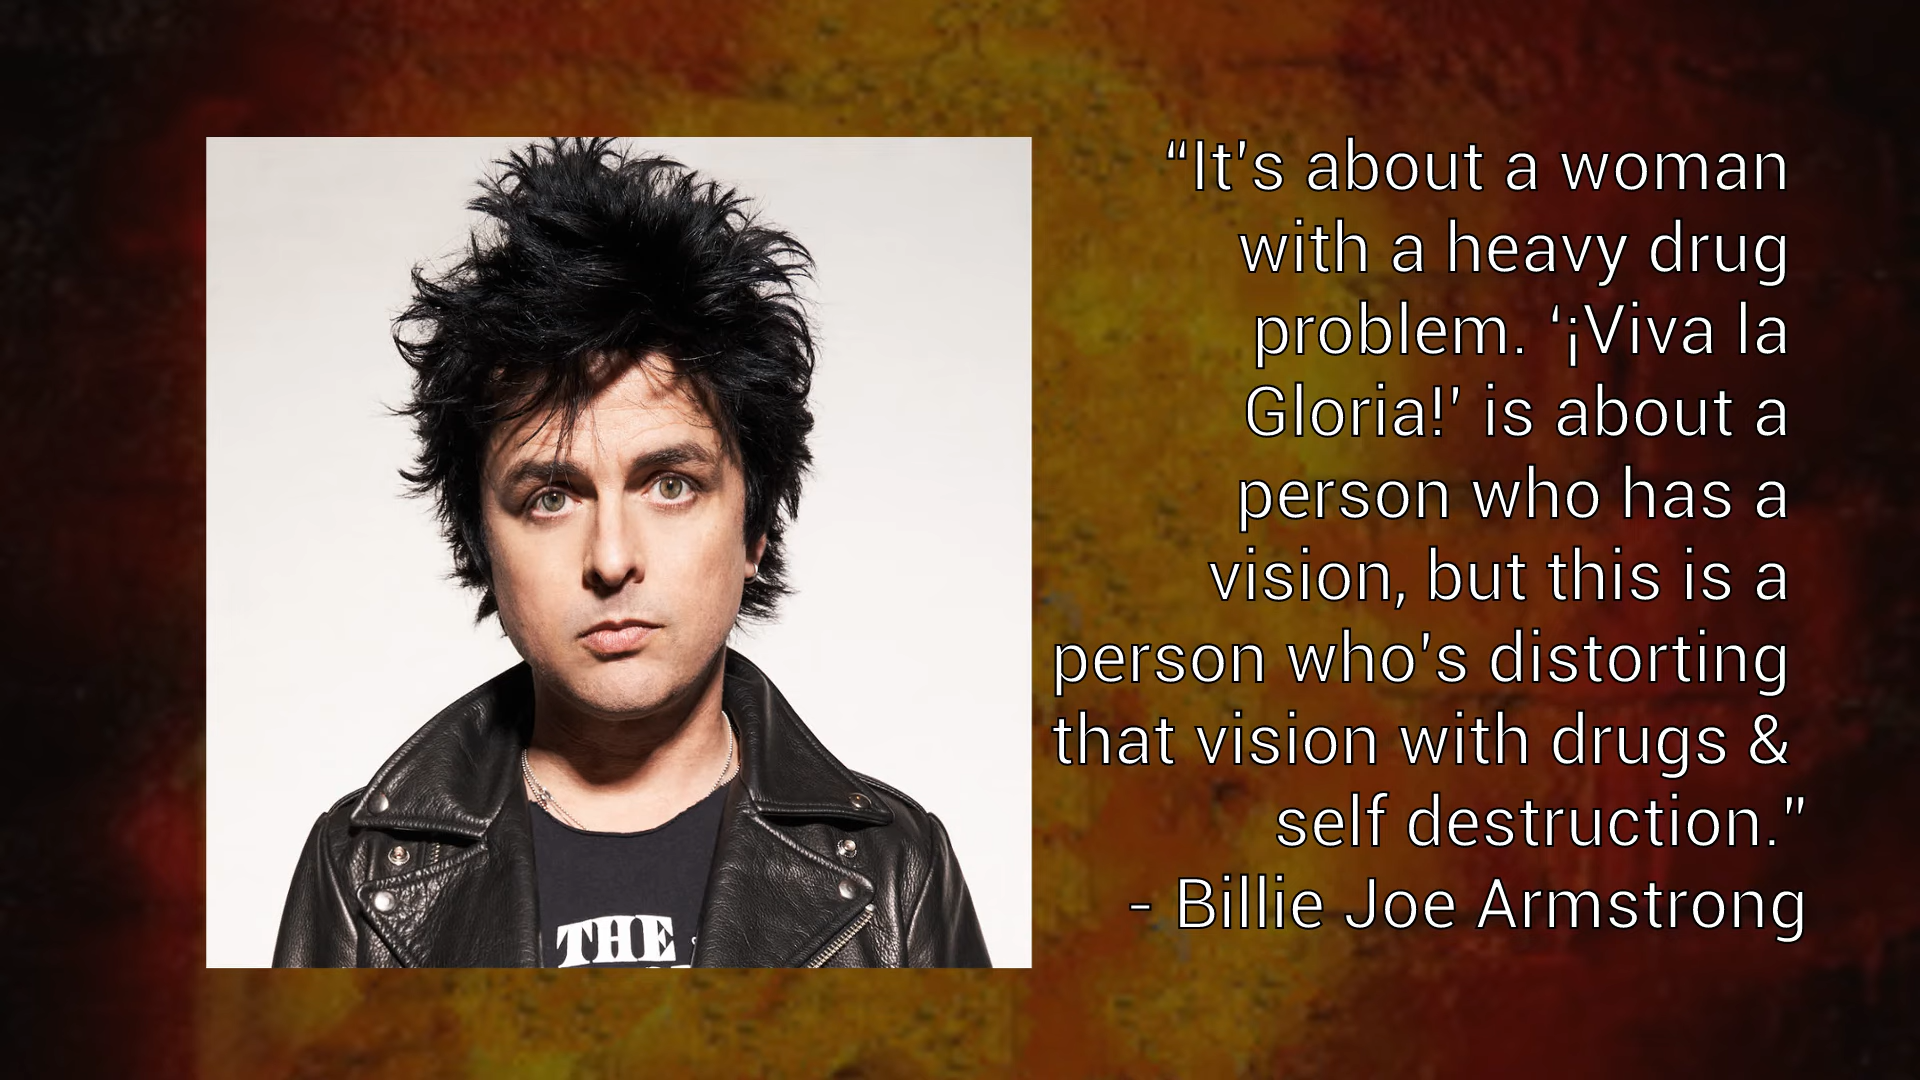 “It’s about a woman
with a heavy drug
problem. ‘¡Viva la
Gloria!’ is about a
person who has a
vision, but this is a
person who’s distorting
that vision with drugs &
self destruction.”
- Billie Joe Armstrong
THE